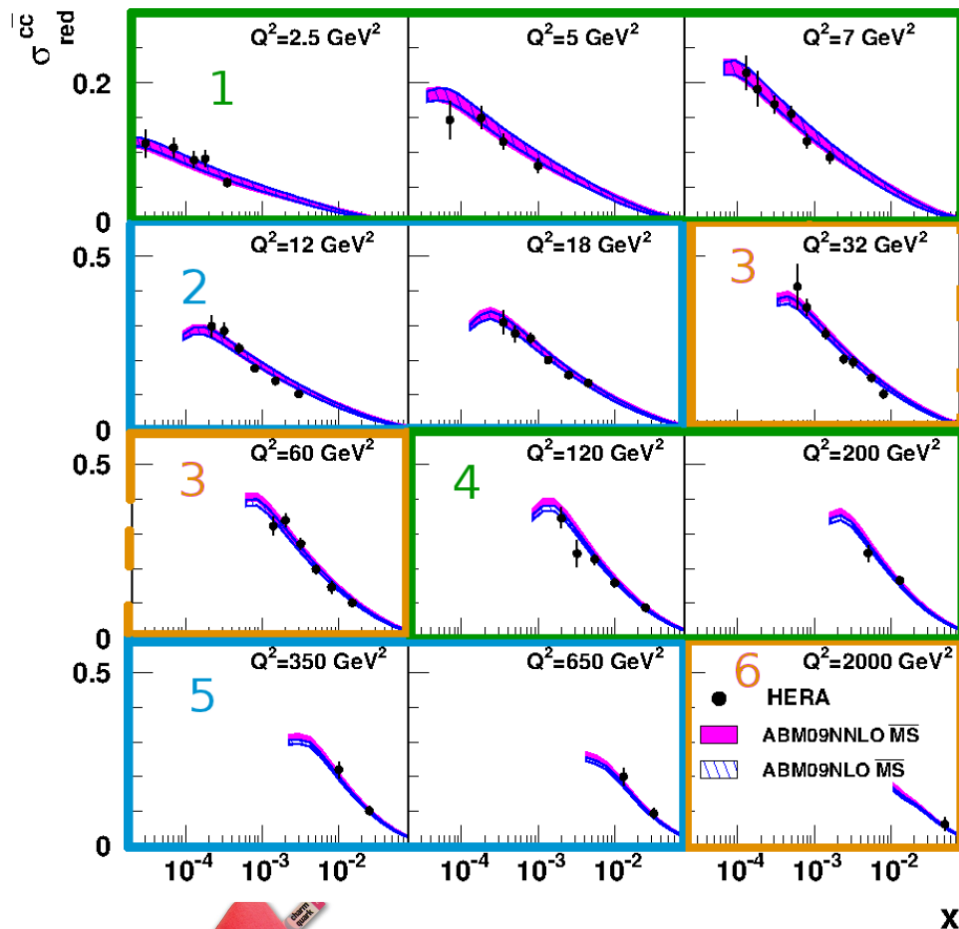 σ red cc̅
Q²=2.5 GeV²
Q²=5 GeV²
Q²=7 GeV²
0.2
1
0
Q²=12 GeV²
Q²=18 GeV²
Q²=32 GeV²
0.5
2
3
0
Q²=60 GeV²
Q²=120 GeV²
Q²=200 GeV²
0.5
3
4
0
Q²=350 GeV²
Q²=650 GeV²
Q²=2000 GeV²
0.5
5
6
HERA
ABM09NNLO M̅S̅
ABM09NLO M̅S̅
0
10⁻⁴ 10⁻³ 10⁻² 10⁻⁴ 10⁻³ 10⁻² 10⁻⁴ 10⁻³ 10⁻²
charm
quark
x